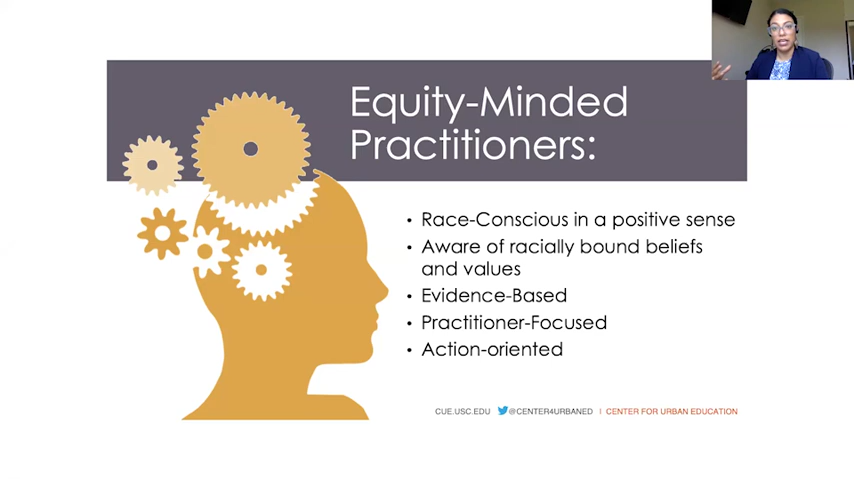 Equity-Minded
Practitioners:
• Race-Conscious in a positive sense
• Aware of racially bound beliefs
and values
• Evidence-Based
• Practitioner-Focused
• Action-oriented
CUE.USC.EDU @CENTER4URBANED | CENTER FOR URBAN EDUCATION